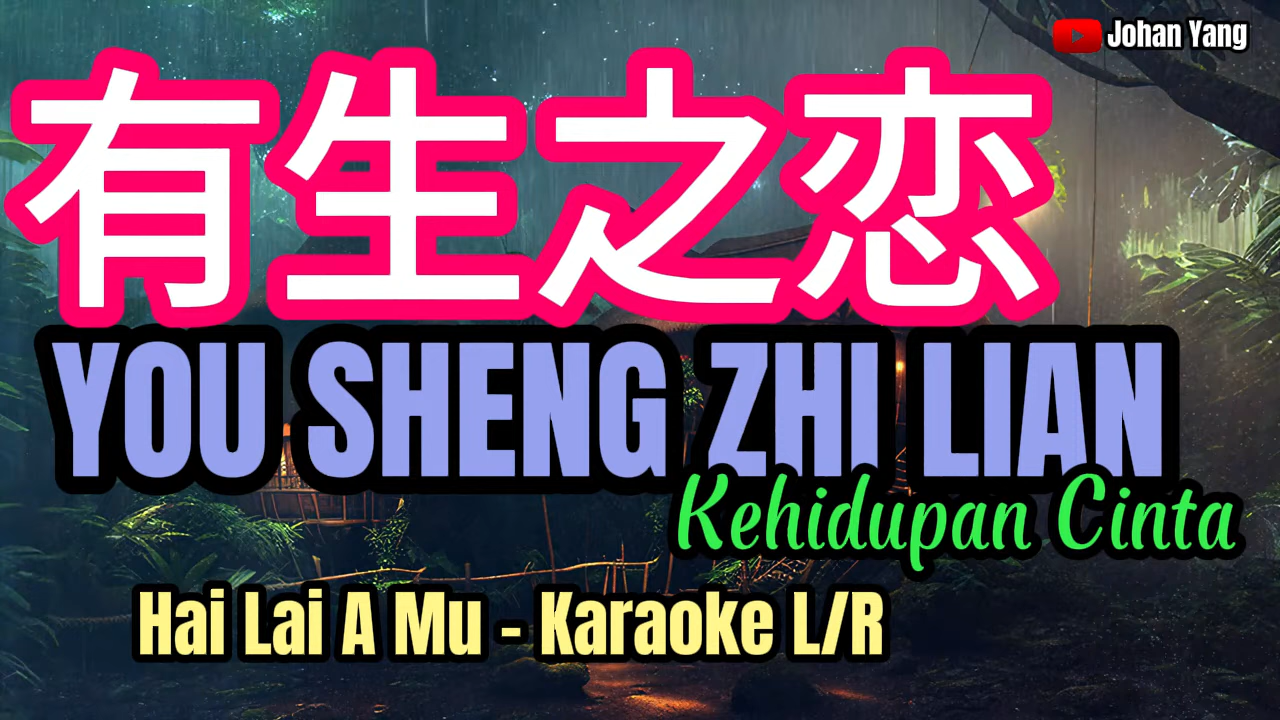 Johan Yang
有生之恋
YOU SHENG ZHI LIAN
Kehidupan Cinta
Hai Lai A Mu - Karaoke L/R